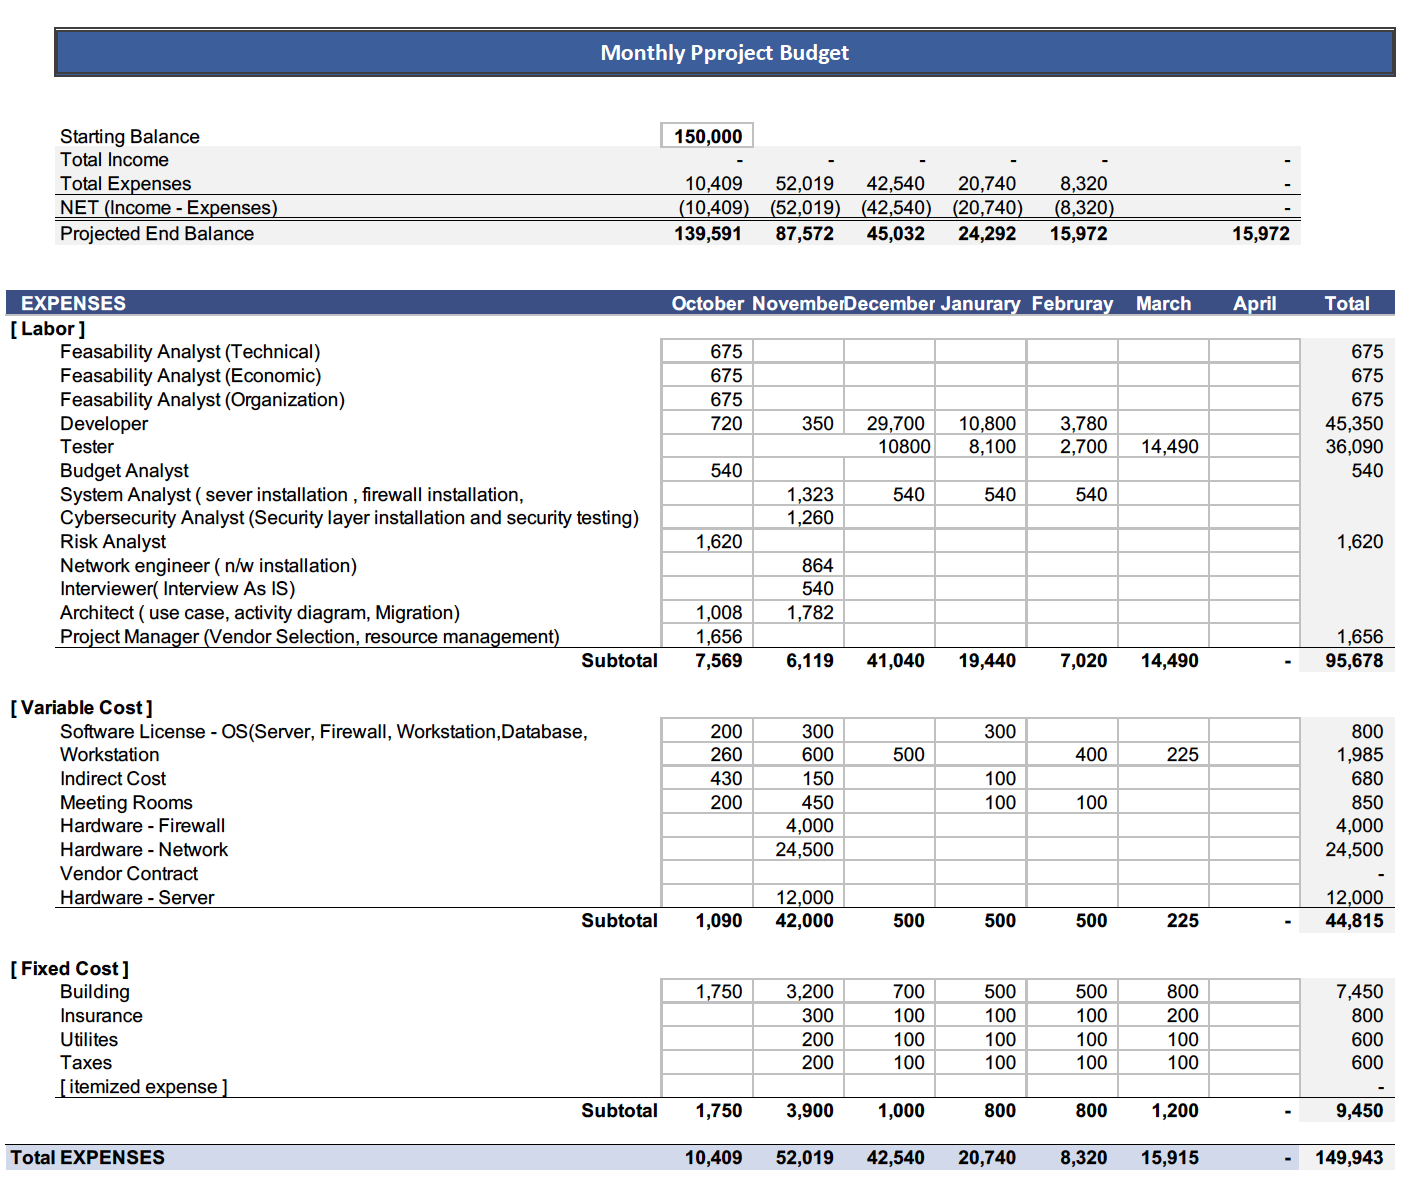 Monthly Pproject Budget
Starting Balance 150,000
Total Income - - - - - -
Total Expenses 10,409 52,019 42,540 20,740 8,320 -
NET (Income - Expenses) (10,409) (52,019) (42,540) (20,740) (8,320) -
Projected End Balance 139,591 87,572 45,032 24,292 15,972 15,972
EXPENSES October November December Janurary Februray March April Total
[ Labor ]
Feasability Analyst (Technical) 675 675
Feasability Analyst (Economic) 675 675
Feasability Analyst (Organization) 675 675
Developer 720 350 29,700 10,800 3,780 45,350
Tester 10800 8,100 2,700 14,490 36,090
Budget Analyst 540 540
System Analyst ( sever installation , firewall installation, 1,323 540 540 540
Cybersecurity Analyst (Security layer installation and security testing) 1,260
Risk Analyst 1,620 1,620
Network engineer ( n/w installation) 864
Interviewer( Interview As IS) 540
Architect ( use case, activity diagram, Migration) 1,008 1,782
Project Manager (Vendor Selection, resource management) 1,656 1,656
Subtotal 7,569 6,119 41,040 19,440 7,020 14,490 - 95,678
[ Variable Cost ]
Software License - OS(Server, Firewall, Workstation,Database, 200 300 300 800
Workstation 260 600 500 400 225 1,985
Indirect Cost 430 150 100 680
Meeting Rooms 200 450 100 100 850
Hardware - Firewall 4,000 4,000
Hardware - Network 24,500 24,500
Vendor Contract -
Hardware - Server 12,000 12,000
Subtotal 1,090 42,000 500 500 500 225 - 44,815
[ Fixed Cost ]
Building 1,750 3,200 700 500 500 800 7,450
Insurance 300 100 100 100 200 800
Utilites 200 100 100 100 100 600
Taxes 200 100 100 100 100 600
[ itemized expense ] -
Subtotal 1,750 3,900 1,000 800 800 1,200 - 9,450
Total EXPENSES 10,409 52,019 42,540 20,740 8,320 15,915 - 149,943